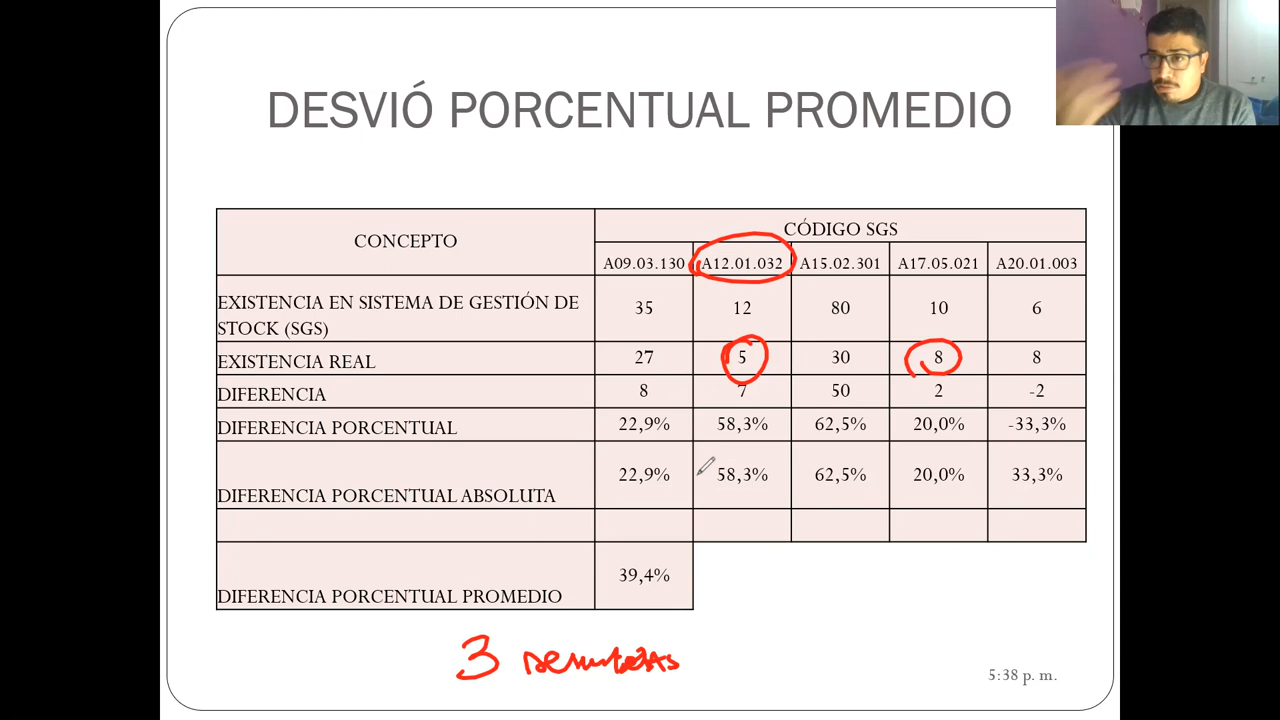 DESVIÓ PORCENTUAL PROMEDIO
CONCEPTO
CÓDIGO SGS
A09.03.130 A12.01.032 A15.02.301 A17.05.021 A20.01.003
EXISTENCIA EN SISTEMA DE GESTIÓN DE
STOCK (SGS)
35 12 80 10 6
EXISTENCIA REAL 27 5 30 8 8
DIFERENCIA 8 7 50 2 -2
DIFERENCIA PORCENTUAL 22,9% 58,3% 62,5% 20,0% -33,3%
DIFERENCIA PORCENTUAL ABSOLUTA 22,9% 58,3% 62,5% 20,0% 33,3%
DIFERENCIA PORCENTUAL PROMEDIO 39,4%
3
5:38 p. m.